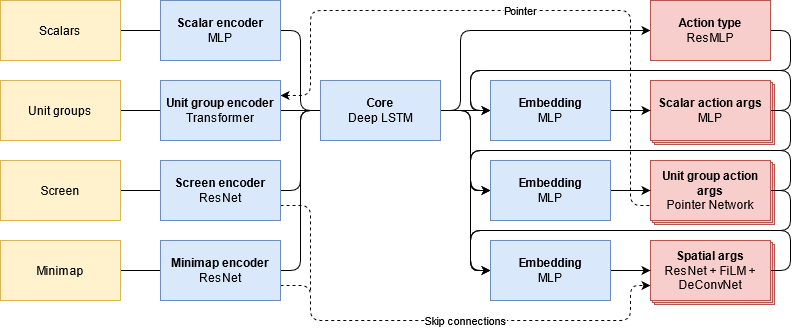 Scalars
Scalar encoder
MLP
Pointer
Action type
ResMLP
Unit groups
Unit group encoder
Transformer
Core
Deep LSTM
Embedding
MLP
Scalar action args
MLP
Screen
Screen encoder
ResNet
Embedding
MLP
Unit group action
args
Pointer Network
Minimap
Minimap encoder
ResNet
Embedding
MLP
Spatial args
ResNet + FiLM +
DeConvNet
Skip connections